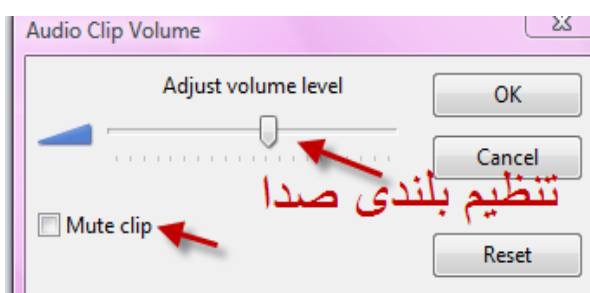 Audio Clip Volume
Adjust volume level
OK
Cancel
تنظیم بلندی صدا
Mute clip
Reset